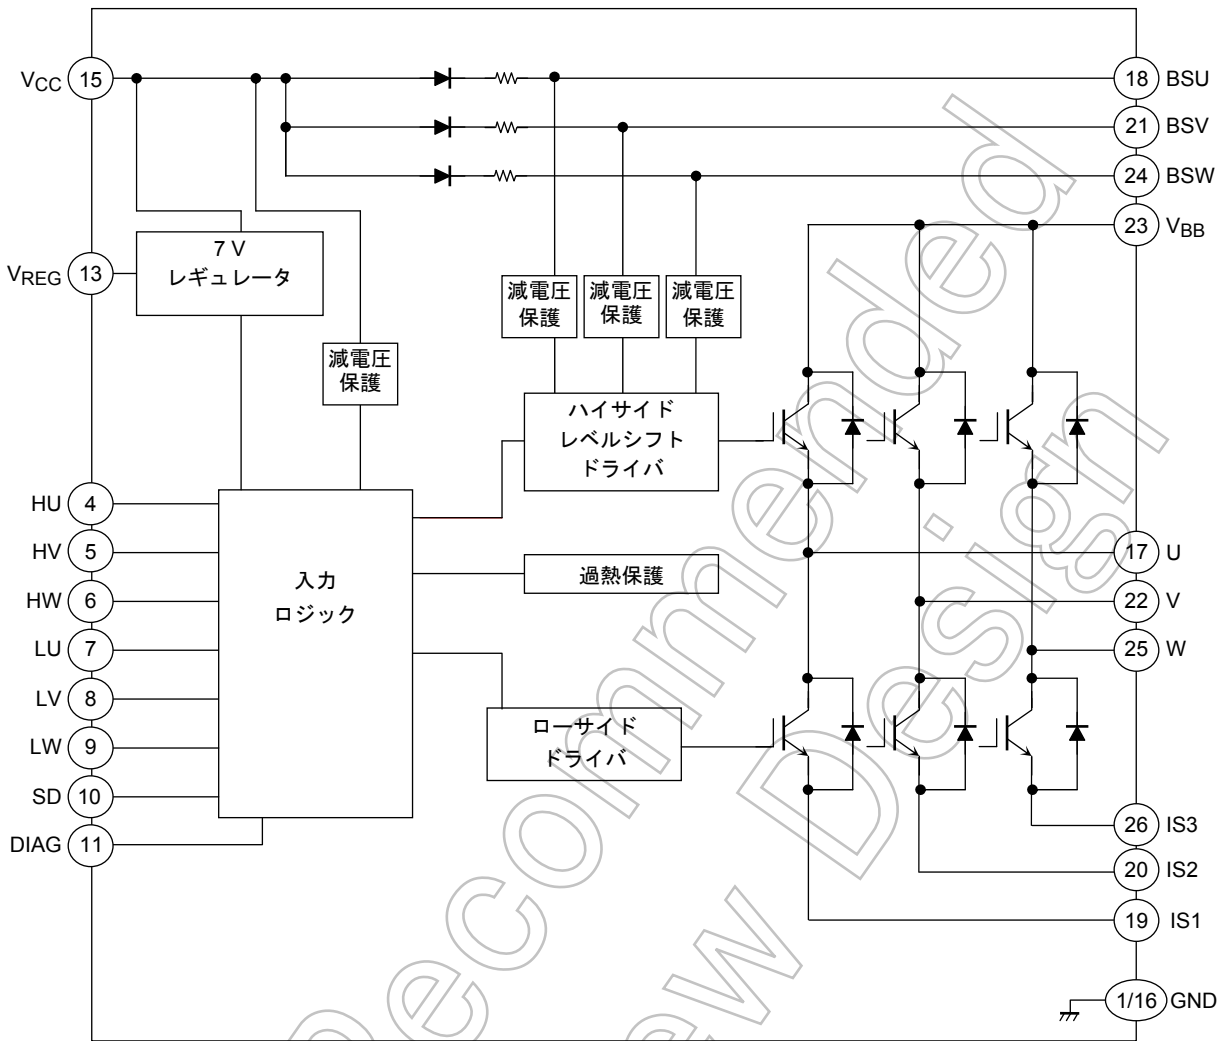 VCC 15
18 BSU
21 BSV
24 BSW
23 VBB
7 V
レギュレータ
VREG 13
減電圧
保護
減電圧
保護
減電圧
保護
減電圧
保護
ハイサイド
レベルシフト
ドライバ
HU 4
HV 5
HW 6
LU 7
LV 8
LW 9
SD 10
DIAG 11
入力
ロジック
過熱保護
ローサイド
ドライバ
17 U
22 V
25 W
26 IS3
20 IS2
19 IS1
1/16 GND
Recommended
New Design